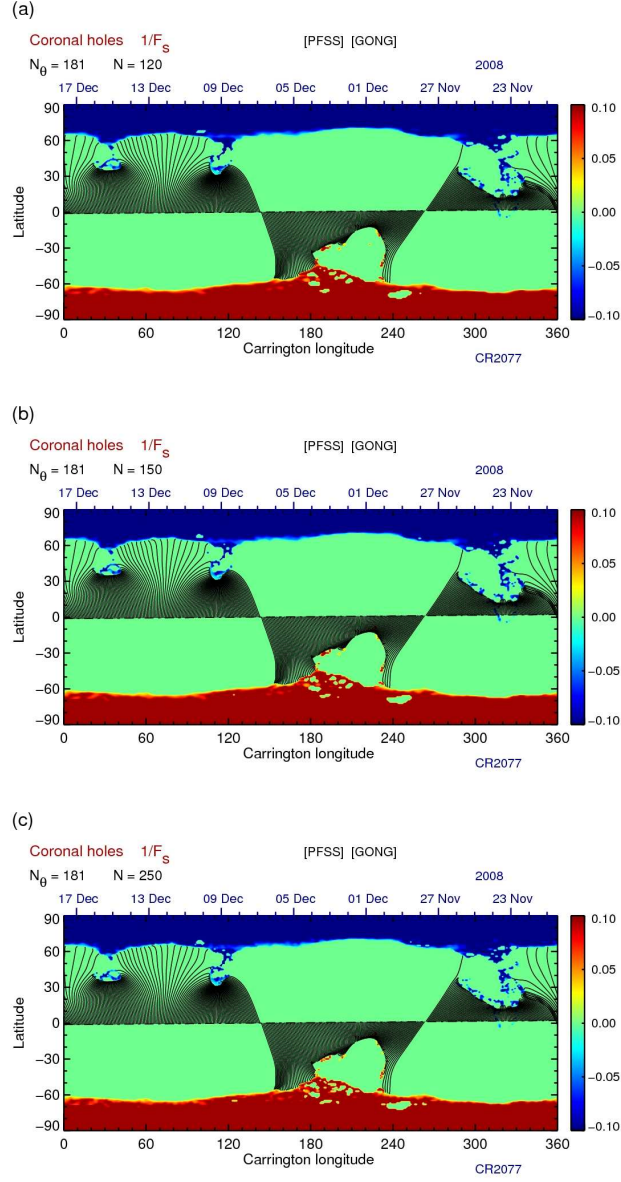 (a)
Coronal holes 1/Fs [PFSS] [GONG]
Nθ = 181 N = 120 2008
17 Dec 13 Dec 09 Dec 05 Dec 01 Dec 27 Nov 23 Nov
90
60
30
0
−30
−60
−90
Latitude
0 60 120 180 240 300 360
Carrington longitude
CR2077
0.10
0.05
0.00
−0.05
−0.10
(b)
Coronal holes 1/Fs [PFSS] [GONG]
Nθ = 181 N = 150 2008
17 Dec 13 Dec 09 Dec 05 Dec 01 Dec 27 Nov 23 Nov
90
60
30
0
−30
−60
−90
Latitude
0 60 120 180 240 300 360
Carrington longitude
CR2077
0.10
0.05
0.00
−0.05
−0.10
(c)
Coronal holes 1/Fs [PFSS] [GONG]
Nθ = 181 N = 250 2008
17 Dec 13 Dec 09 Dec 05 Dec 01 Dec 27 Nov 23 Nov
90
60
30
0
−30
−60
−90
Latitude
0 60 120 180 240 300 360
Carrington longitude
CR2077
0.10
0.05
0.00
−0.05
−0.10